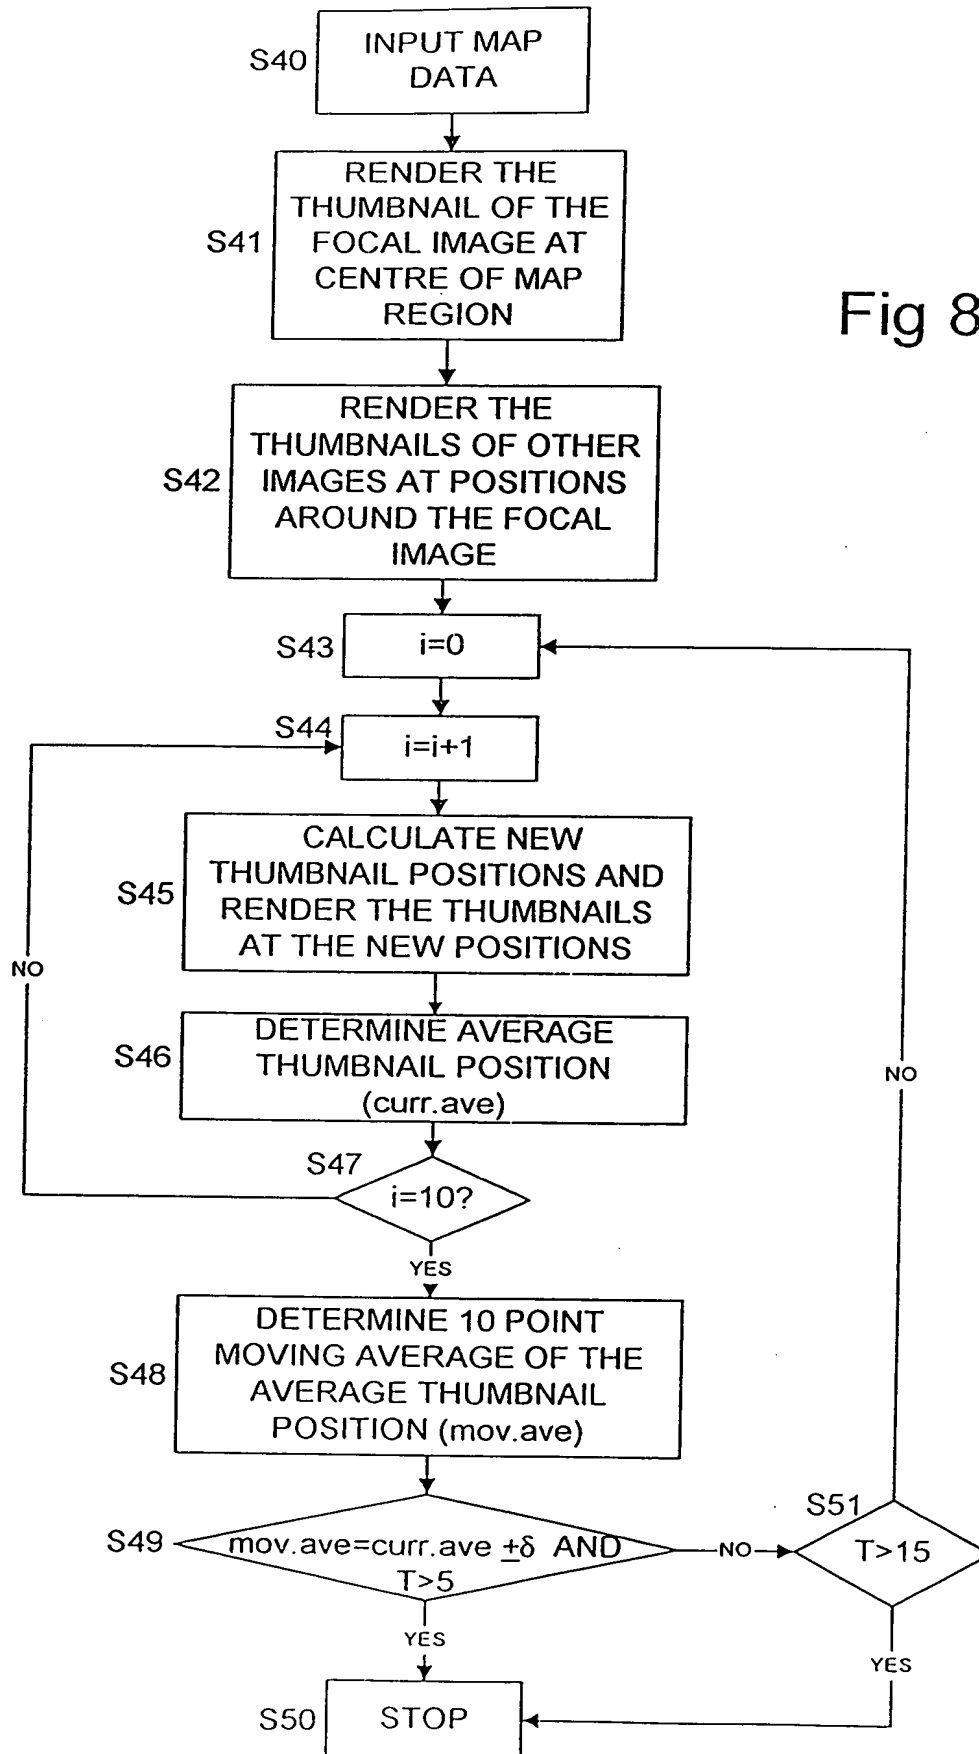 S40
INPUT MAP
DATA
S41
RENDER THE
THUMBNAIL OF THE
FOCAL IMAGE AT
CENTRE OF MAP
REGION
Fig 8
S42
RENDER THE
THUMBNAILS OF OTHER
IMAGES AT POSITIONS
AROUND THE FOCAL
IMAGE
S43
i=0
S44
i=i+1
S45
CALCULATE NEW
THUMBNAIL POSITIONS AND
RENDER THE THUMBNAILS
AT THE NEW POSITIONS
NO
S46
DETERMINE AVERAGE
THUMBNAIL POSITION
(curr.ave)
NO
S47
i=10?
YES
S48
DETERMINE 10 POINT
MOVING AVERAGE OF THE
AVERAGE THUMBNAIL
POSITION (mov.ave)
S49
mov.ave=curr.ave ±δ AND
T>5
NO
S51
T>15
YES
YES
S50
STOP